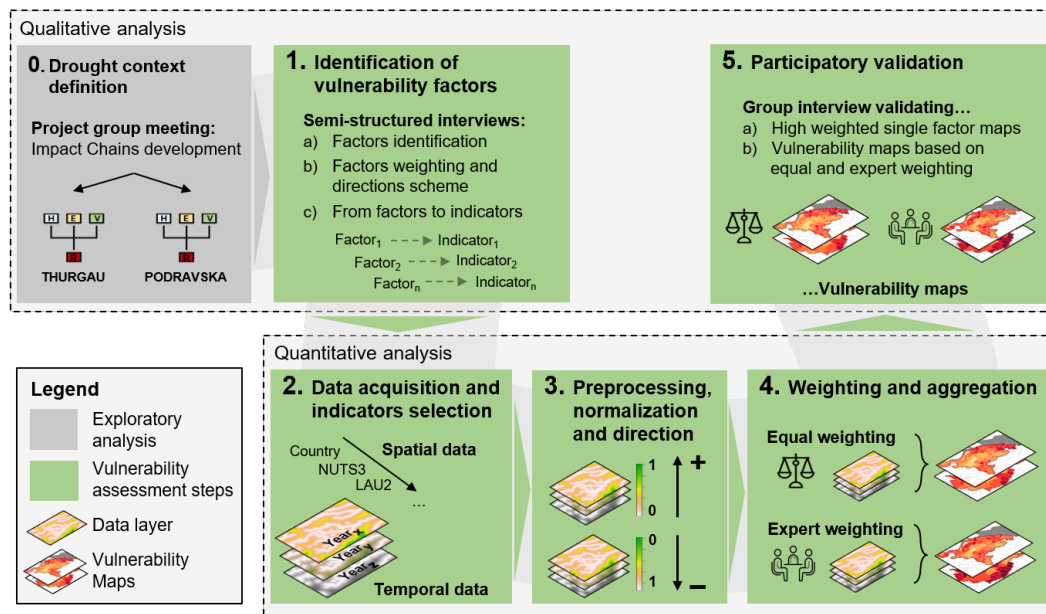 Qualitative analysis
0. Drought context
definition
Project group meeting:
Impact Chains development
H E V
R
THURGAU
H E V
R
PODRAVSKA
1. Identification of
vulnerability factors
Semi-structured interviews:
a) Factors identification
b) Factors weighting and
directions scheme
c) From factors to indicators
Factor1 Indicator1
Factor2 Indicator2
Factorn Indicatorn
5. Participatory validation
Group interview validating…
a) High weighted single factor maps
b) Vulnerability maps based on
equal and expert weighting
…Vulnerability maps
Quantitative analysis
2. Data acquisition and
indicators selection
Spatial data
Country
NUTS3
LAU2
…
Year x
Year y
Year z
Temporal data
3. Preprocessing,
normalization
and direction
1
0
+
0
1
–
4. Weighting and aggregation
Equal weighting
Expert weighting
Legend
Exploratory
analysis
Vulnerability
assessment steps
Data layer
Vulnerability
Maps